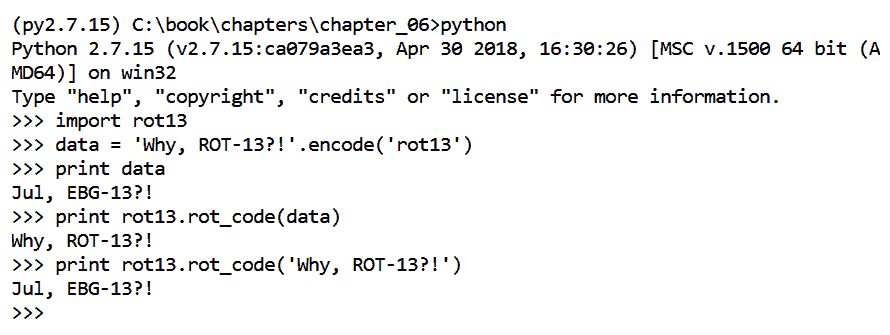 (py2.7.15) C:\book\chapters\chapter_06>python
Python 2.7.15 (v2.7.15:ca079a3ea3, Apr 30 2018, 16:30:26) [MSC v.1500 64 bit (A
MD64)] on win32
Type "help", "copyright", "credits" or "license" for more information.
>>> import rot13
>>> data = 'Why, ROT-13?!'.encode('rot13')
>>> print data
Jul, EBG-13?!
>>> print rot13.rot_code(data)
Why, ROT-13?!
>>> print rot13.rot_code('Why, ROT-13?!')
Jul, EBG-13?!
>>>